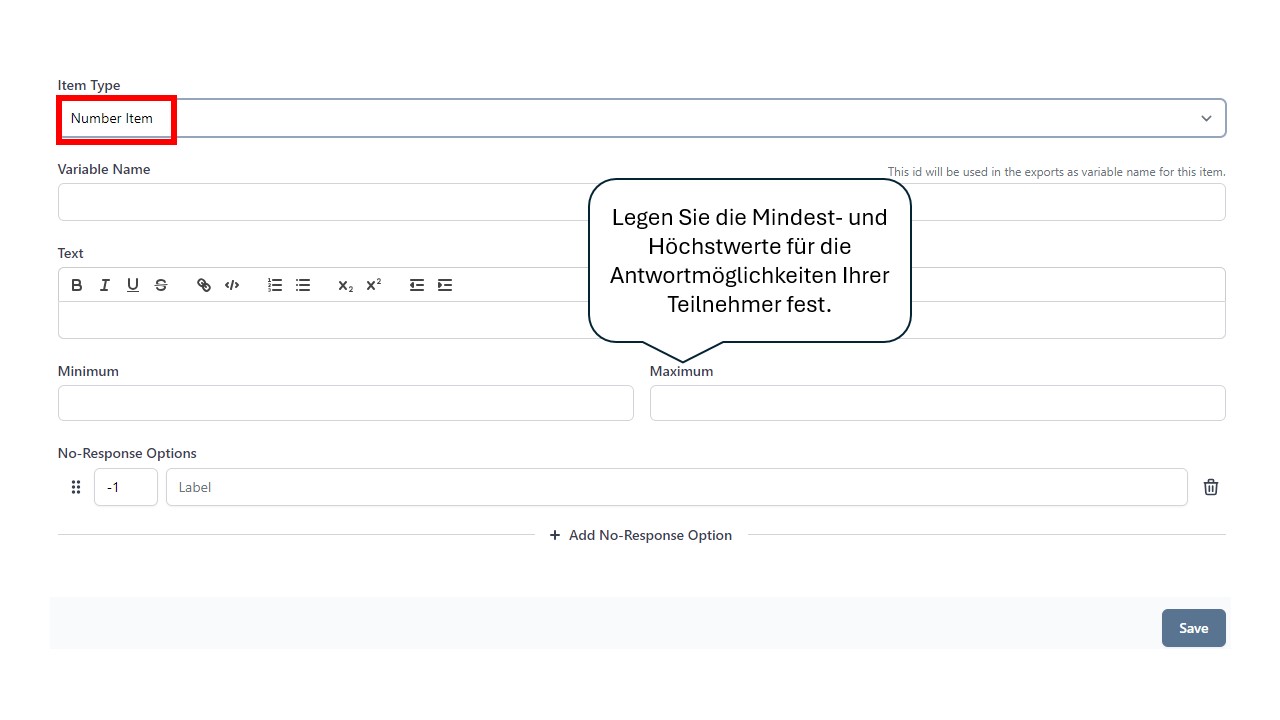 Item Type
Number Item
Variable Name
This id will be used in the exports as variable name for this item.
Legen Sie die Mindest- und
Höchstwerte für die
Antwortmöglichkeiten Ihrer
Teilnehmer fest.
Text
B I U S </> X₂ X²
Minimum
Maximum
No-Response Options
-1
Label
+ Add No-Response Option
Save